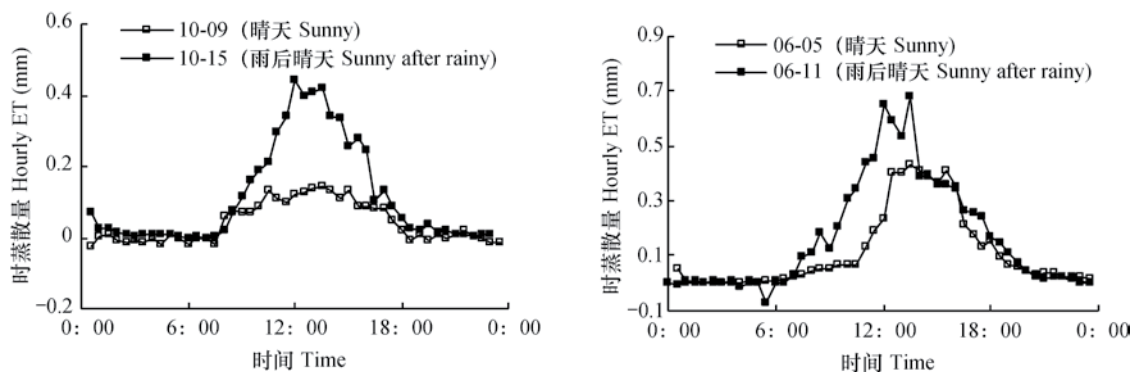 0.6
10-09 (晴天 Sunny)
10-15 (雨后晴天 Sunny after rainy)
0.4
0.2
0
−0.2
时蒸散量 Hourly ET (mm)
0：00 6：00 12：00 18：00 0：00
时间 Time
0.9
06-05 (晴天 Sunny)
06-11 (雨后晴天 Sunny after rainy)
0.7
0.5
0.3
0.1
−0.1
时蒸散量 Hourly ET (mm)
0：00 6：00 12：00 18：00 0：00
时间 Time